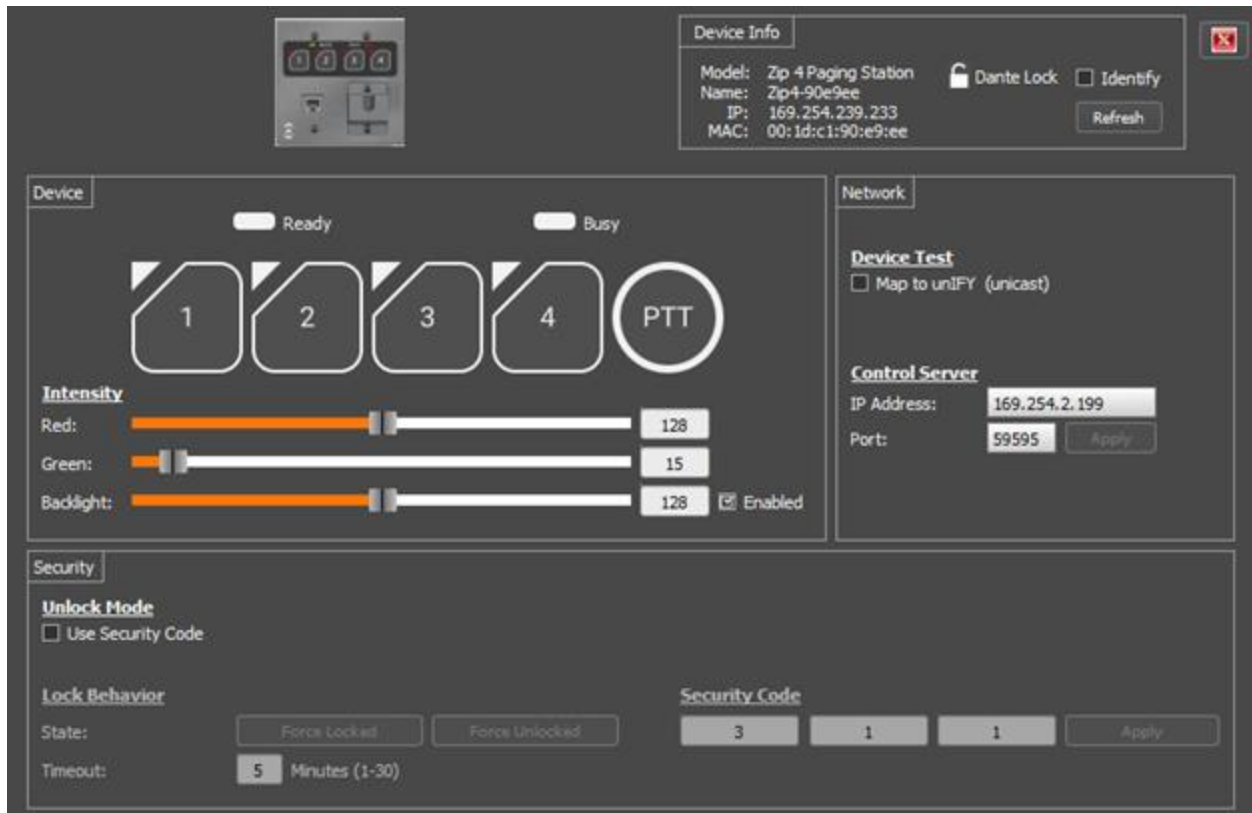 Device Info
Model: Zip 4 Paging Station
Name: Zip4-90e9ee
IP: 169.254.239.233
MAC: 00:1d:c1:90:e9:ee
Dante Lock
Identify
Refresh
Device
Ready
Busy
1
2
3
4
PTT
Intensity
Red: 128
Green: 15
Backlight: 128 Enabled
Network
Device Test
Map to unIFY (unicast)
Control Server
IP Address: 169.254.2.199
Port: 59595 Apply
Security
Unlock Mode
Use Security Code
Lock Behavior
State: Force Locked Force Unlocked
Timeout: 5 Minutes (1-30)
Security Code
3 1 1 Apply